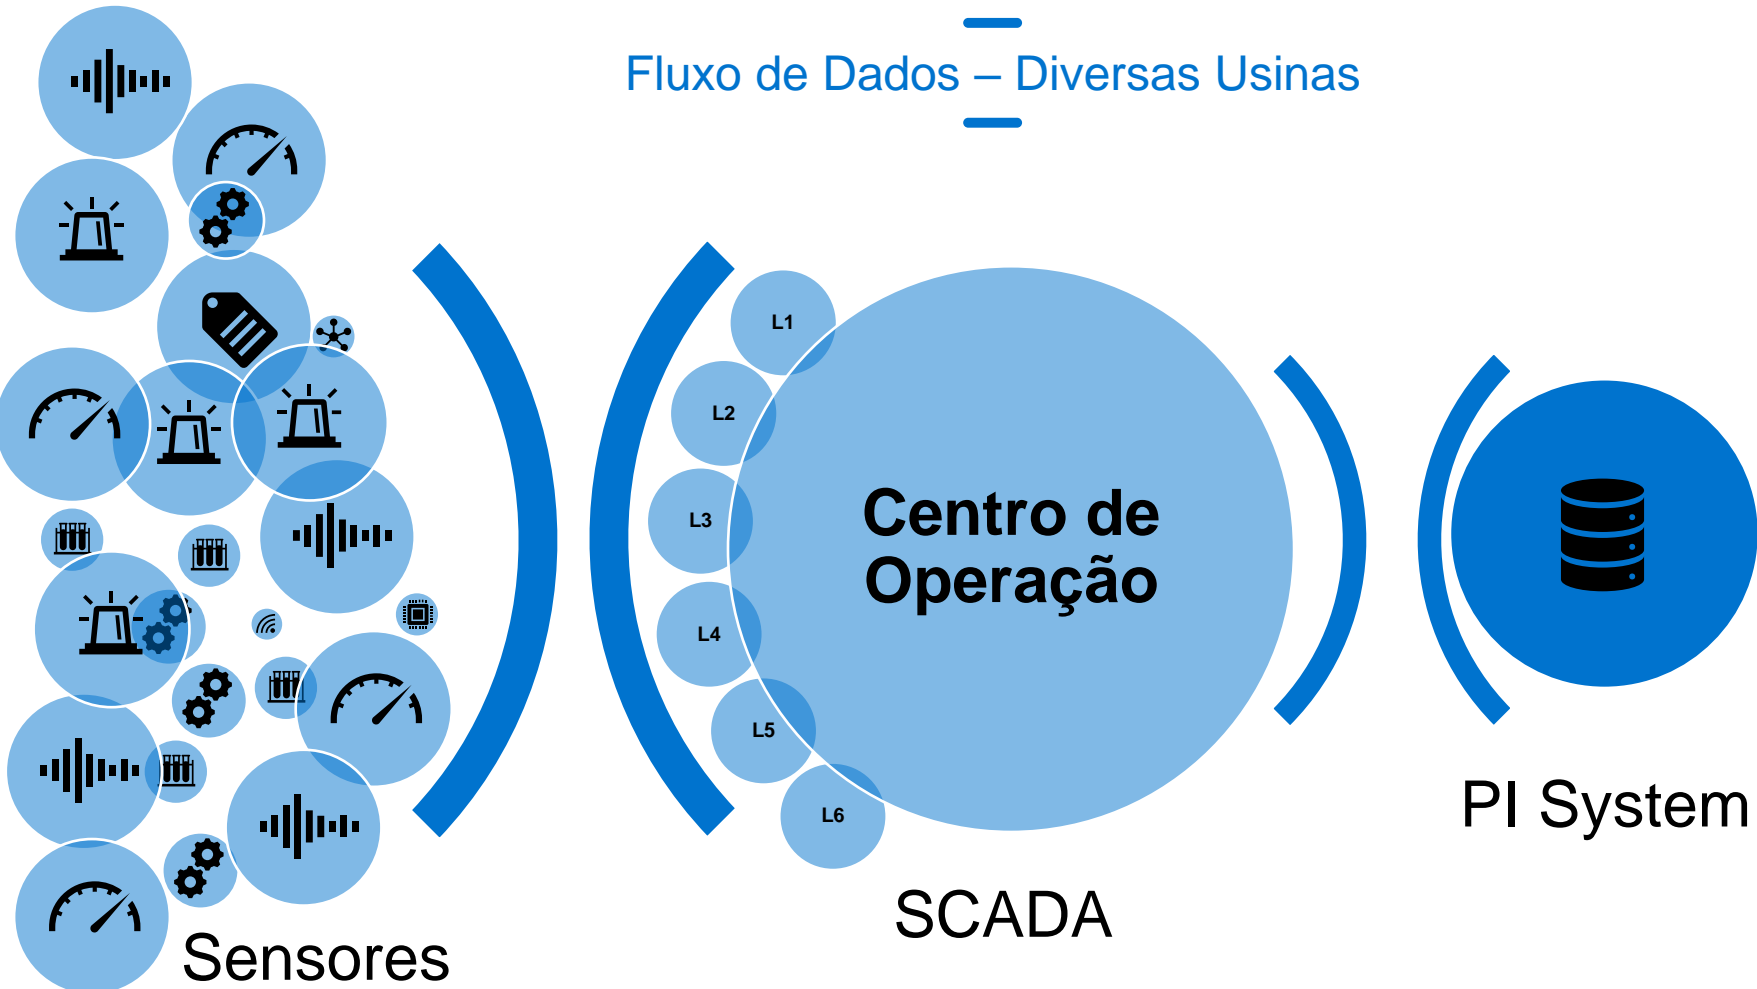 Fluxo de Dados – Diversas Usinas
L1
L2
L3
L4
L5
L6
Centro de
Operação
Sensores
SCADA
PI System